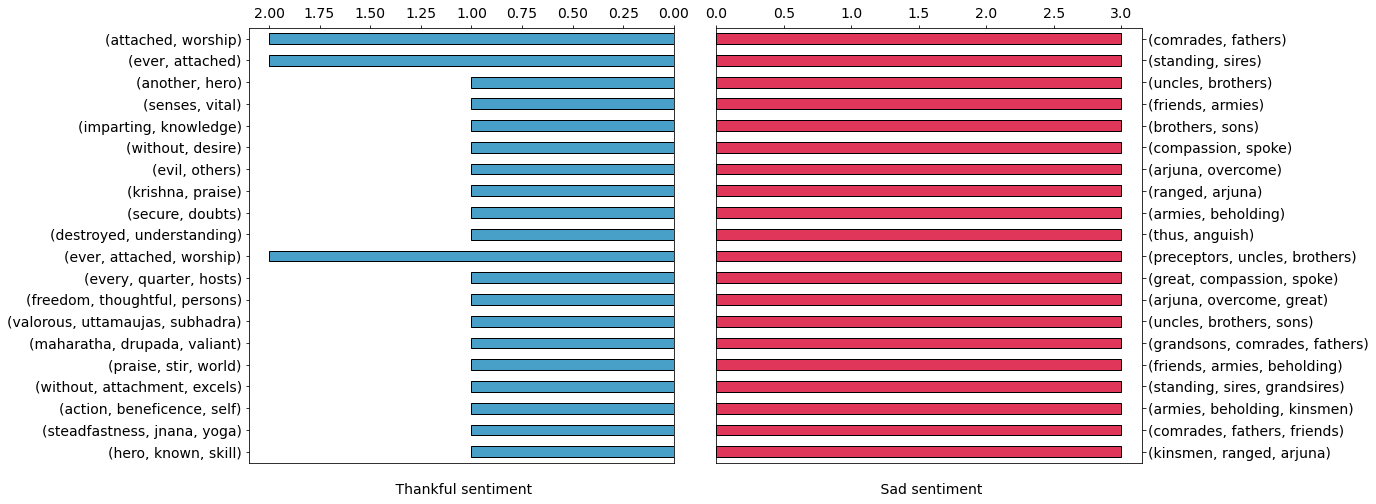 2.00 1.75 1.50 1.25 1.00 0.75 0.50 0.25 0.00
(attached, worship)
(ever, attached)
(another, hero)
(senses, vital)
(imparting, knowledge)
(without, desire)
(evil, others)
(krishna, praise)
(secure, doubts)
(destroyed, understanding)
(ever, attached, worship)
(every, quarter, hosts)
(freedom, thoughtful, persons)
(valorous, uttamaujas, subhadra)
(maharatha, drupada, valiant)
(praise, stir, world)
(without, attachment, excels)
(action, beneficence, self)
(steadfastness, jnana, yoga)
(hero, known, skill)
Thankful sentiment
0.0 0.5 1.0 1.5 2.0 2.5 3.0
(comrades, fathers)
(standing, sires)
(uncles, brothers)
(friends, armies)
(brothers, sons)
(compassion, spoke)
(arjuna, overcome)
(ranged, arjuna)
(armies, beholding)
(thus, anguish)
(preceptors, uncles, brothers)
(great, compassion, spoke)
(arjuna, overcome, great)
(uncles, brothers, sons)
(grandsons, comrades, fathers)
(friends, armies, beholding)
(standing, sires, grandsires)
(armies, beholding, kinsmen)
(comrades, fathers, friends)
(kinsmen, ranged, arjuna)
Sad sentiment